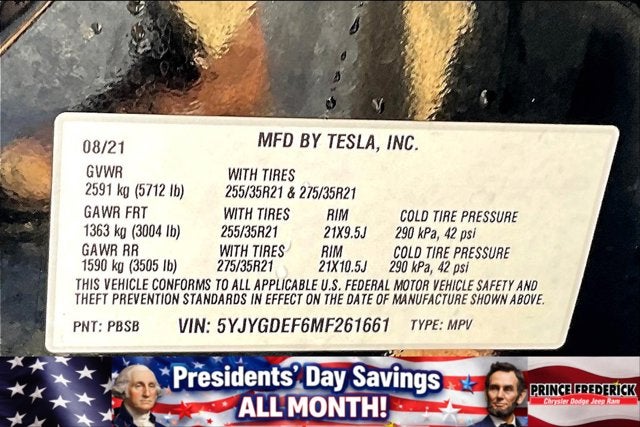 08/21 MFD BY TESLA, INC.
GVWR WITH TIRES
2591 kg (5712 lb) 255/35R21 & 275/35R21
GAWR FRT WITH TIRES RIM COLD TIRE PRESSURE
1363 kg (3004 lb) 255/35R21 21X9.5J 290 kPa, 42 psi
GAWR RR WITH TIRES RIM COLD TIRE PRESSURE
1590 kg (3505 lb) 275/35R21 21X10.5J 290 kPa, 42 psi
THIS VEHICLE CONFORMS TO ALL APPLICABLE U.S. FEDERAL MOTOR VEHICLE SAFETY AND
THEFT PREVENTION STANDARDS IN EFFECT ON THE DATE OF MANUFACTURE SHOWN ABOVE.
PNT: PBSB VIN: 5YJYGDEF6MF261661 TYPE: MPV
Presidents' Day Savings
ALL MONTH!
PRINCE FREDERICK
Chrysler Dodge Jeep Ram